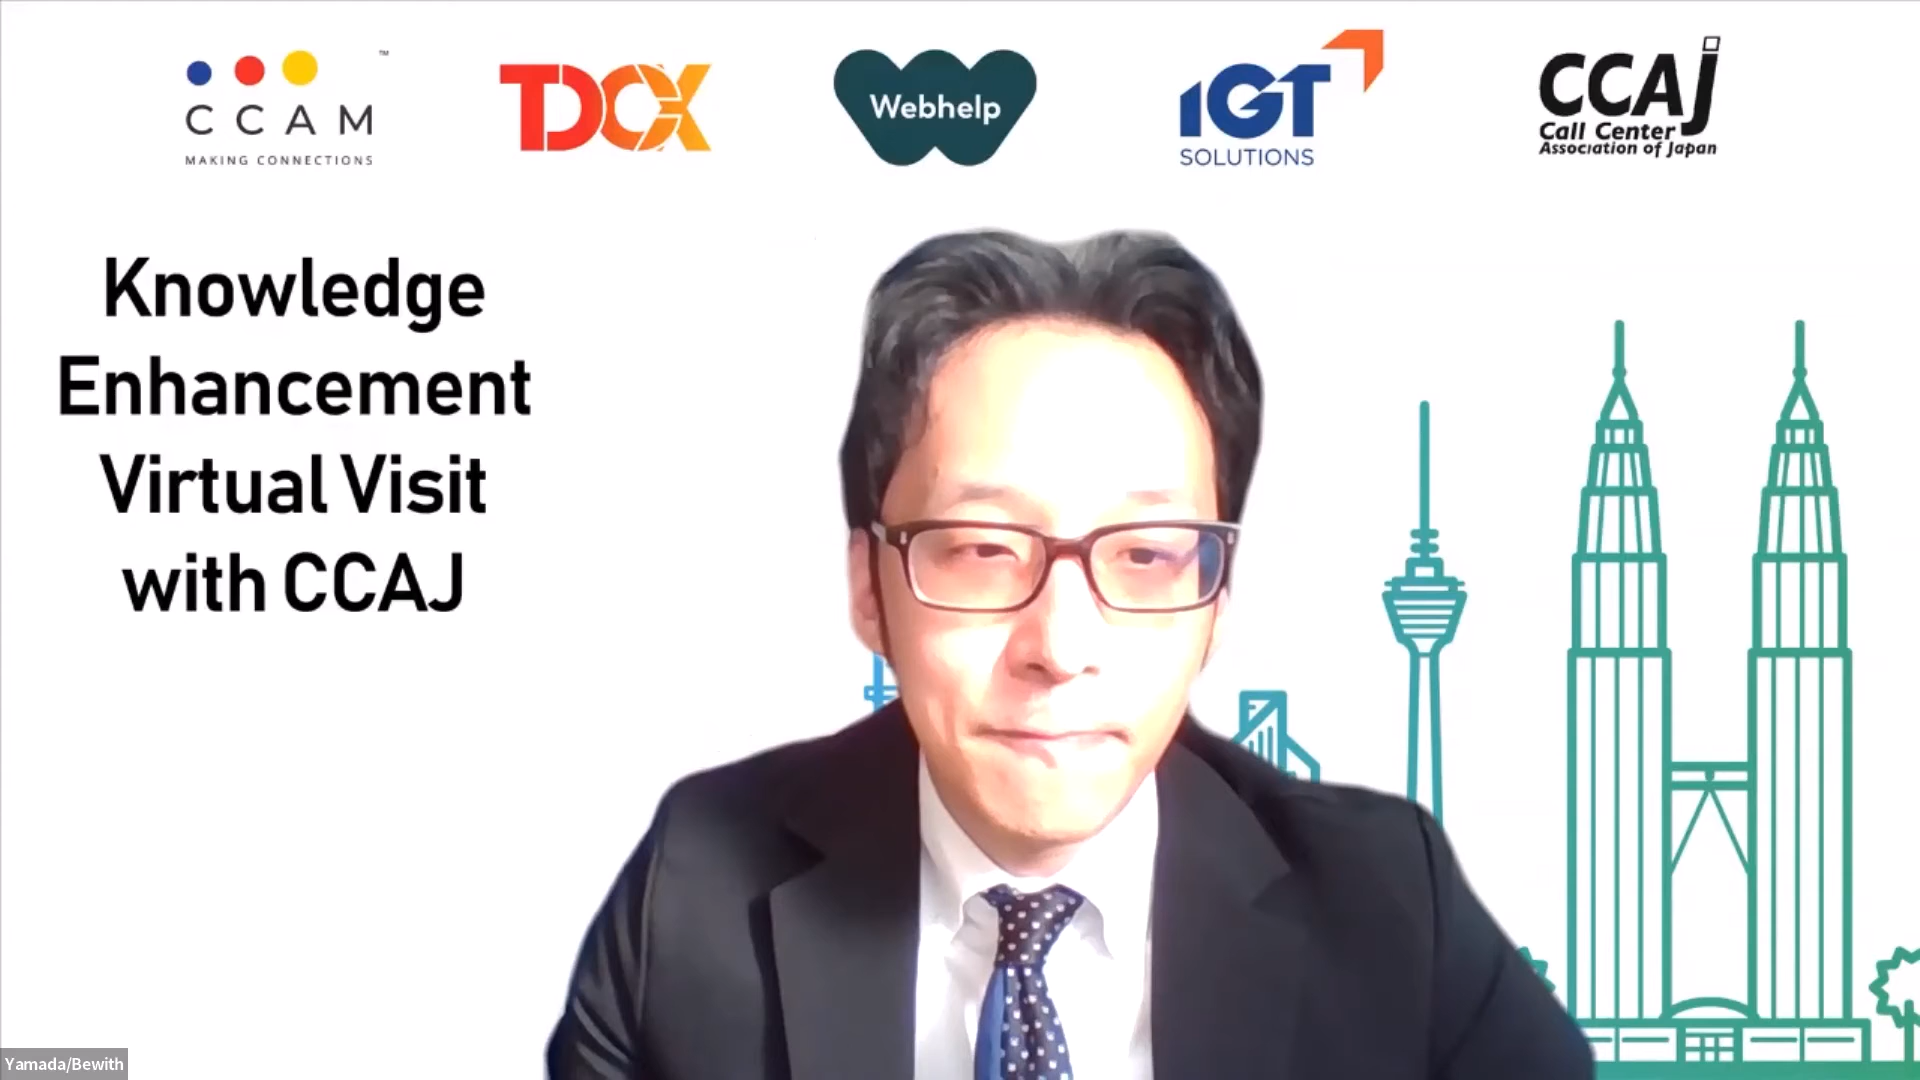 CCAM
™
MAKING CONNECTIONS
TDCX
Webhelp
IGT
SOLUTIONS
CCAJ
Call Center
Association of Japan
Knowledge
Enhancement
Virtual Visit
with CCAJ
Yamada/Bewith